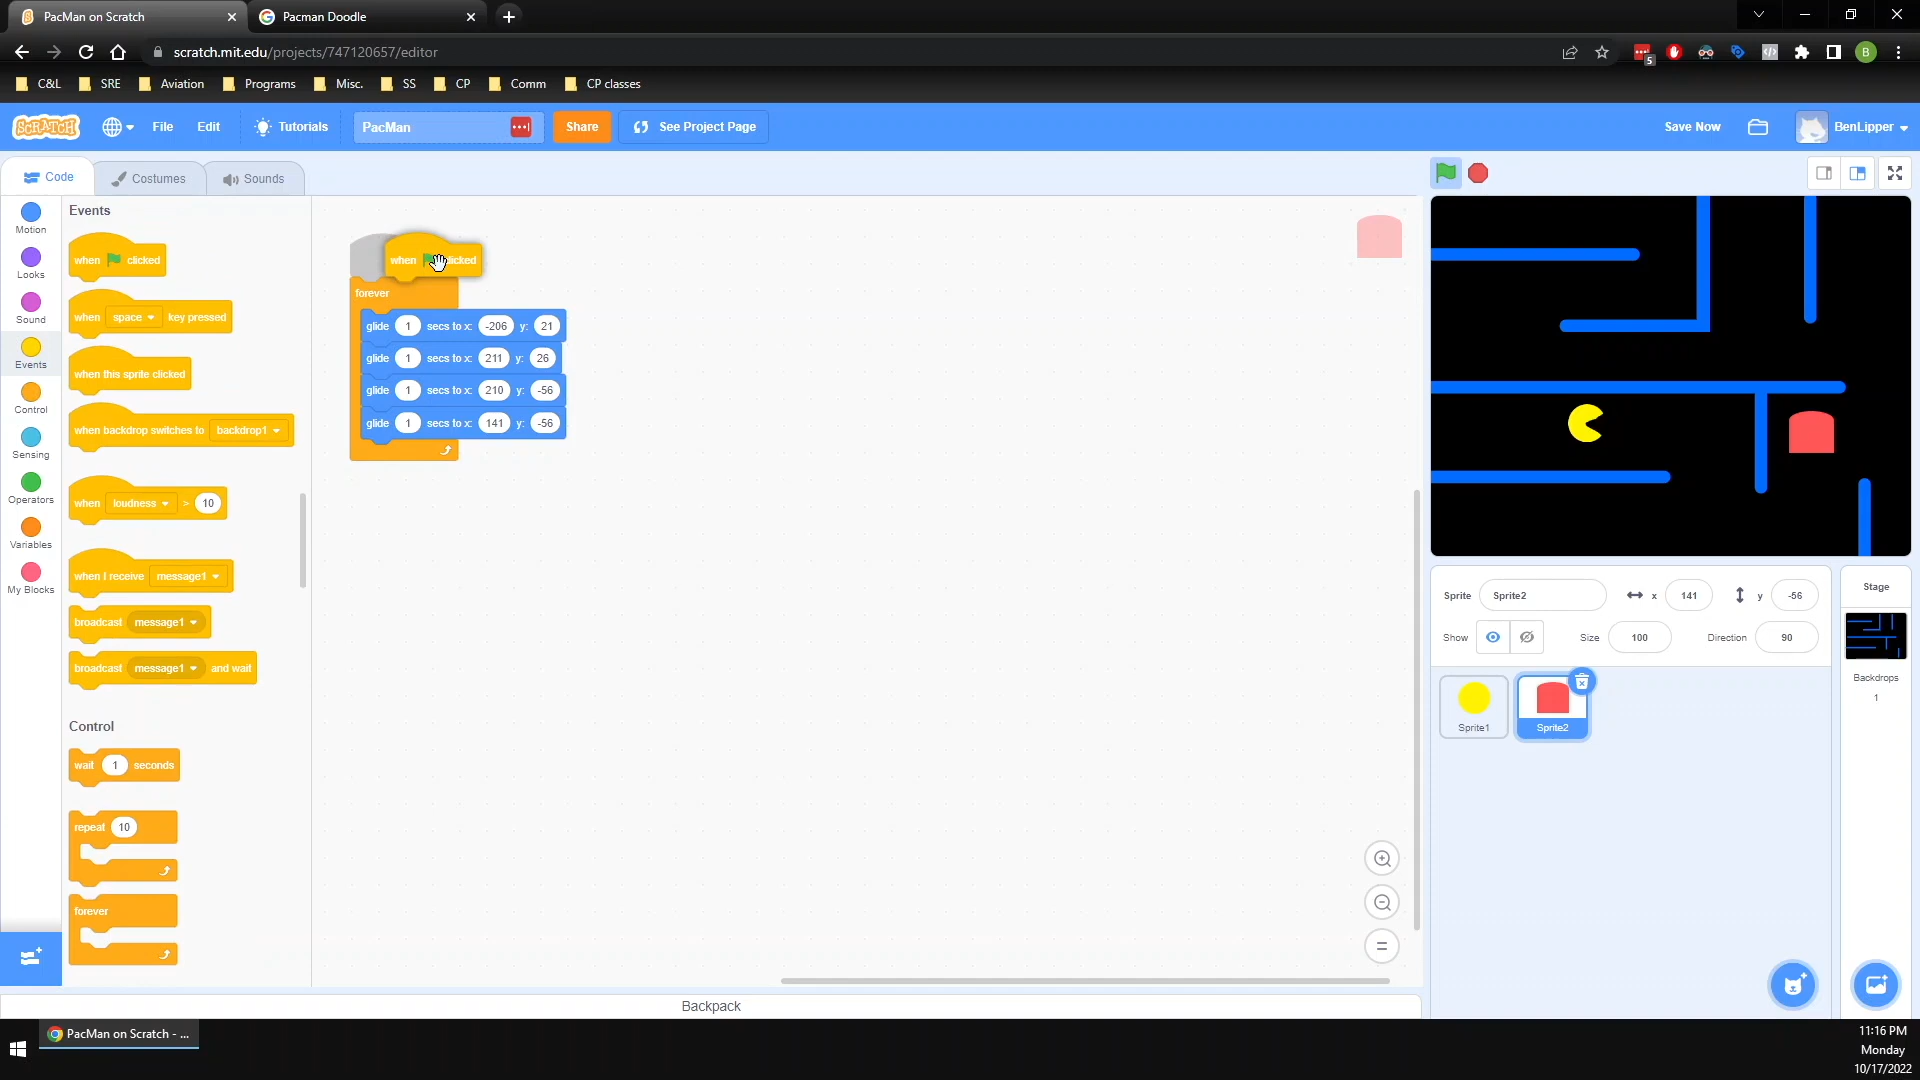 PacMan on Scratch
Pacman Doodle
scratch.mit.edu/projects/747120657/editor
5
B
C&L
SRE
Aviation
Programs
Misc.
SS
CP
Comm
CP classes
SCRATCH
File
Edit
Tutorials
PacMan
Share
See Project Page
Save Now
BenLipper
Code
Costumes
Sounds
Motion
Looks
Sound
Events
Control
Sensing
Operators
Variables
My Blocks
Events
when clicked
when space key pressed
when this sprite clicked
when backdrop switches to backdrop1
when loudness > 10
when I receive message1
broadcast message1
broadcast message1 and wait
Control
wait 1 seconds
repeat 10
forever
when clicked
forever
glide 1 secs to x: -206 y: 21
glide 1 secs to x: 211 y: 26
glide 1 secs to x: 210 y: -56
glide 1 secs to x: 141 y: -56
Sprite Sprite2 x 141 y -56
Show Size 100 Direction 90
Sprite1
Sprite2
Stage
Backdrops
1
Backpack
PacMan on Scratch - ...
11:16 PM
Monday
10/17/2022